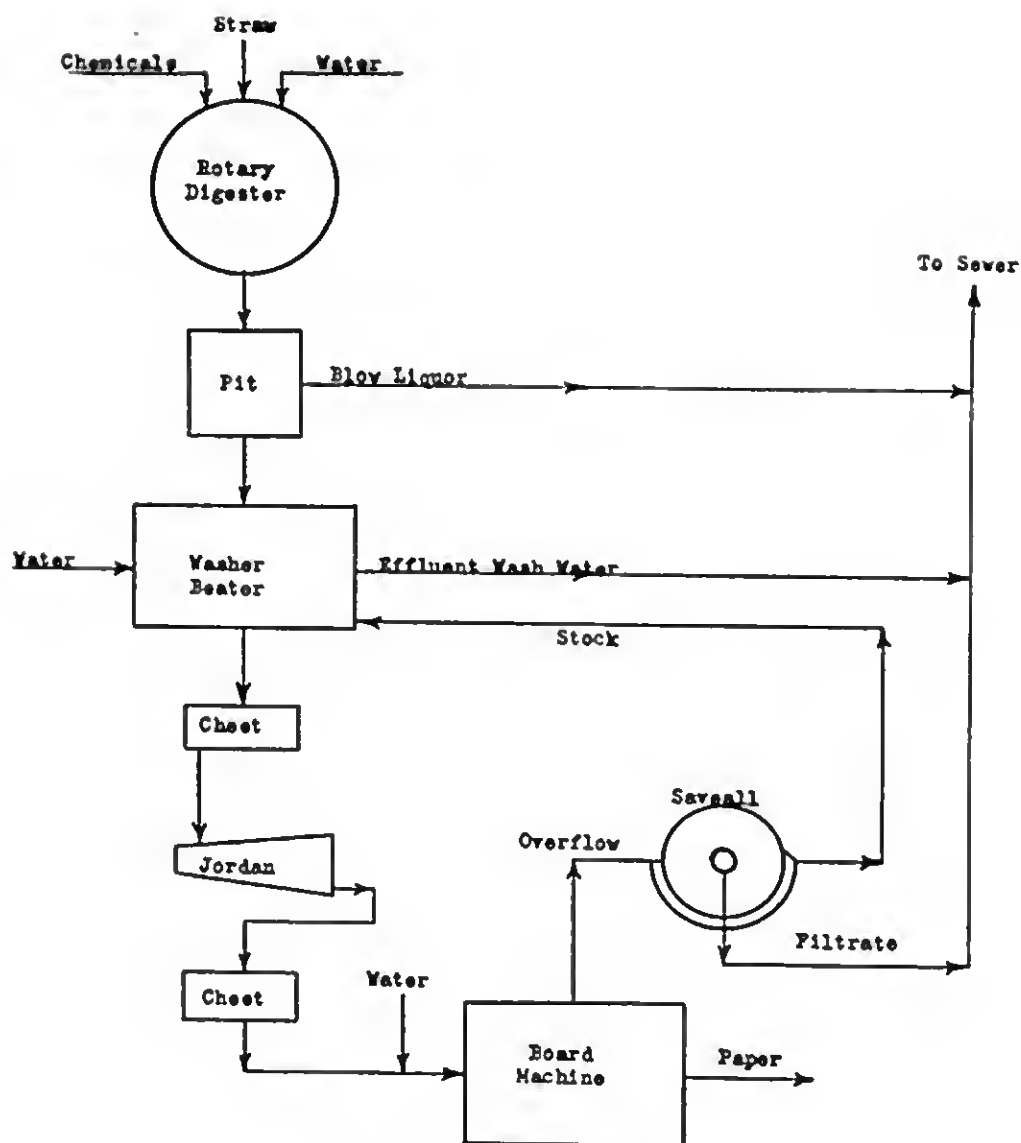 Straw
Chemicals
Water
Rotary
Digester
To Sewer
Pit
Blow Liquor
Water
Washer
Beater
Effluent Wash Water
Stock
Chest
Saveall
Overflow
Jordan
Filtrate
Chest
Water
Board
Machine
Paper